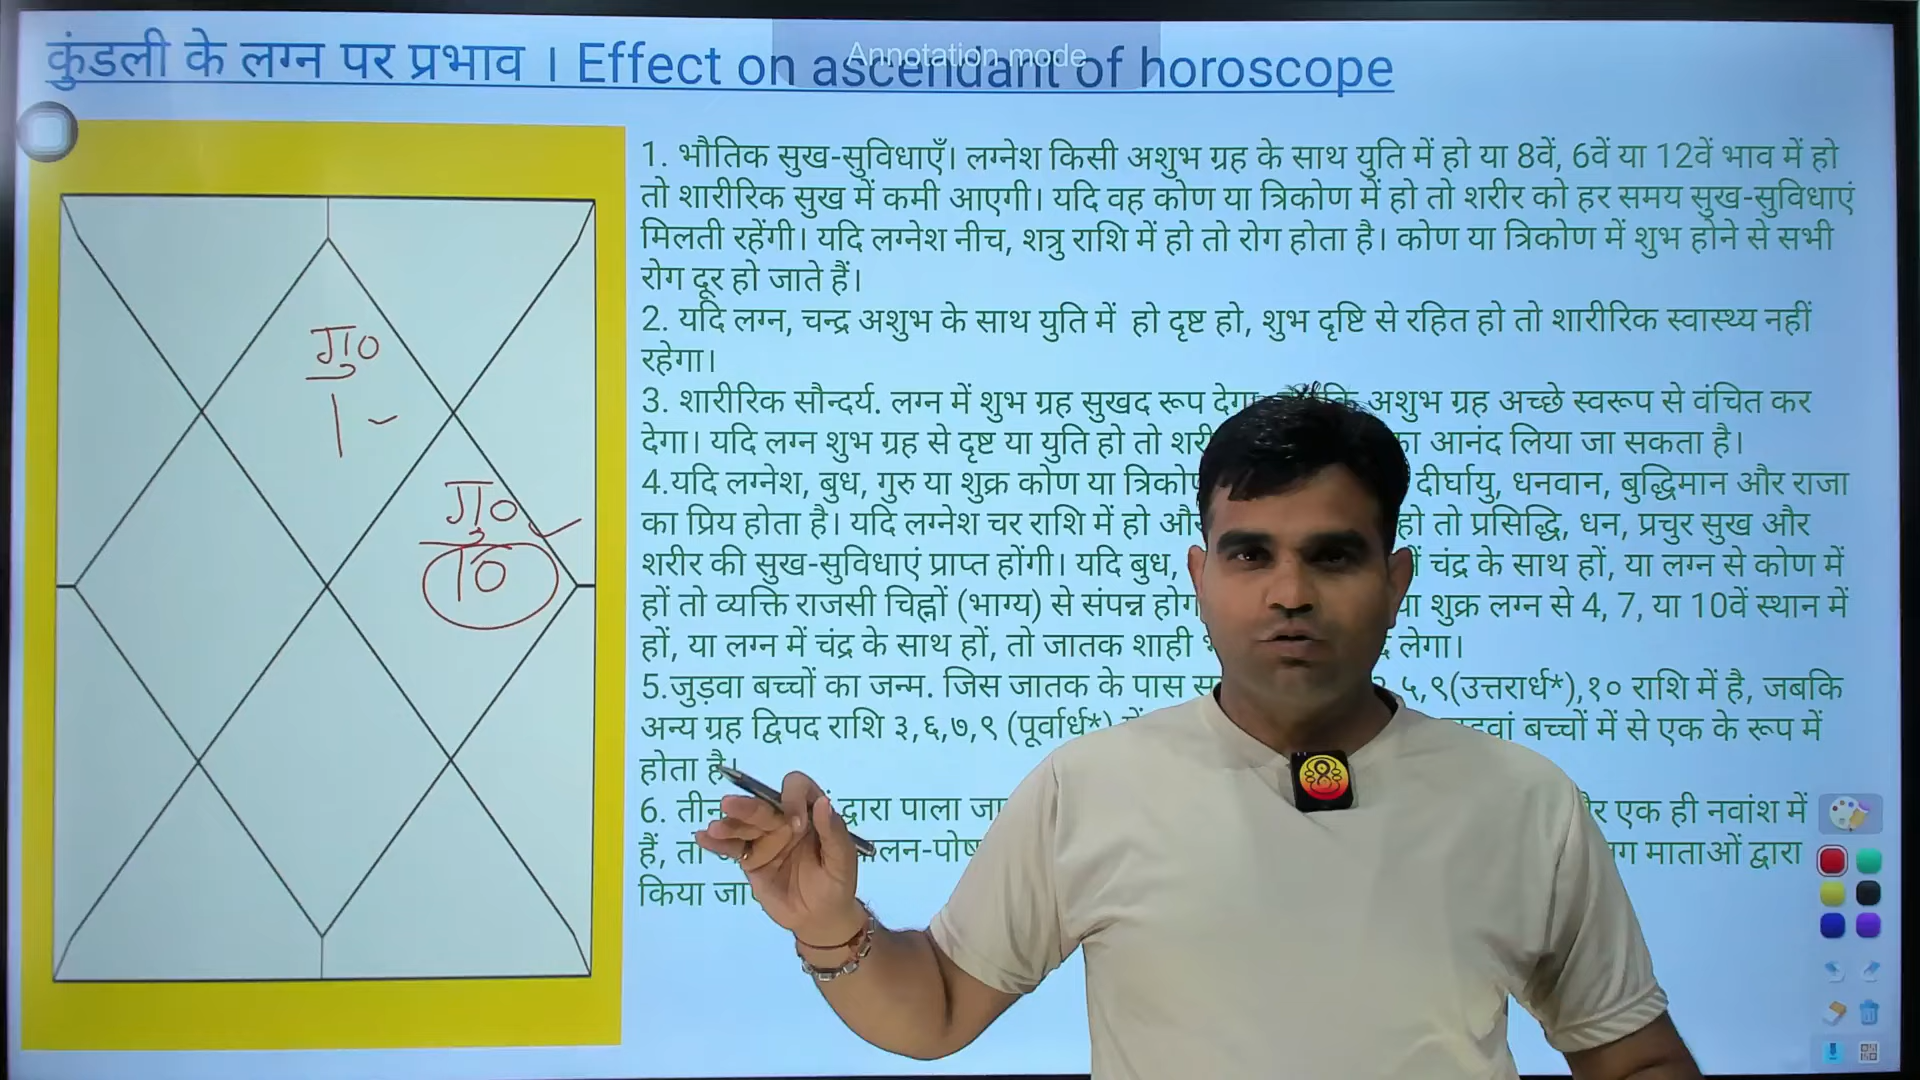 कुंडली के लग्न पर प्रभाव । Effect on ascendant of horoscope
Annotation mode
गु०
1
गु०
10
1. भौतिक सुख-सुविधाएँ। लग्नेश किसी अशुभ ग्रह के साथ युति में हो या 8वें, 6वें या 12वें भाव में हो
तो शारीरिक सुख में कमी आएगी। यदि वह कोण या त्रिकोण में हो तो शरीर को हर समय सुख-सुविधाएं
मिलती रहेंगी। यदि लग्नेश नीच, शत्रु राशि में हो तो रोग होता है। कोण या त्रिकोण में शुभ होने से सभी
रोग दूर हो जाते हैं।
2. यदि लग्न, चन्द्र अशुभ के साथ युति में हो दृष्ट हो, शुभ दृष्टि से रहित हो तो शारीरिक स्वास्थ्य नहीं
रहेगा।
3. शारीरिक सौन्दर्य. लग्न में शुभ ग्रह सुखद रूप देगा अशुभ ग्रह अच्छे स्वरूप से वंचित कर
देगा। यदि लग्न शुभ ग्रह से दृष्ट या युति हो तो का आनंद लिया जा सकता है।
4.यदि लग्नेश, बुध, गुरु या शुक्र कोण या दीर्घायु, धनवान, बुद्धिमान और राजा
का प्रिय होता है। यदि लग्नेश चर राशि में हो हो तो प्रसिद्धि, धन, प्रचुर सुख और
शरीर की सुख-सुविधाएं प्राप्त होंगी। यदि बुध, चंद्र के साथ हों, या लग्न से कोण में
हों तो व्यक्ति राजसी चिह्नों (भाग्य) से संपन्न शुक्र लग्न से 4, 7, या 10वें स्थान में
हों, या लग्न में चंद्र के साथ हों, तो जातक शाही लेगा।
5.जुड़वा बच्चों का जन्म. जिस जातक के पास ५,९(उत्तरार्ध*),१० राशि में है, जबकि
अन्य ग्रह द्विपद राशि ३,६,७,९ (पूर्वार्ध*) बच्चों में से एक के रूप में
होता है।
6. द्वारा पाला एक ही नवांश में
हैं, माताओं द्वारा
किया